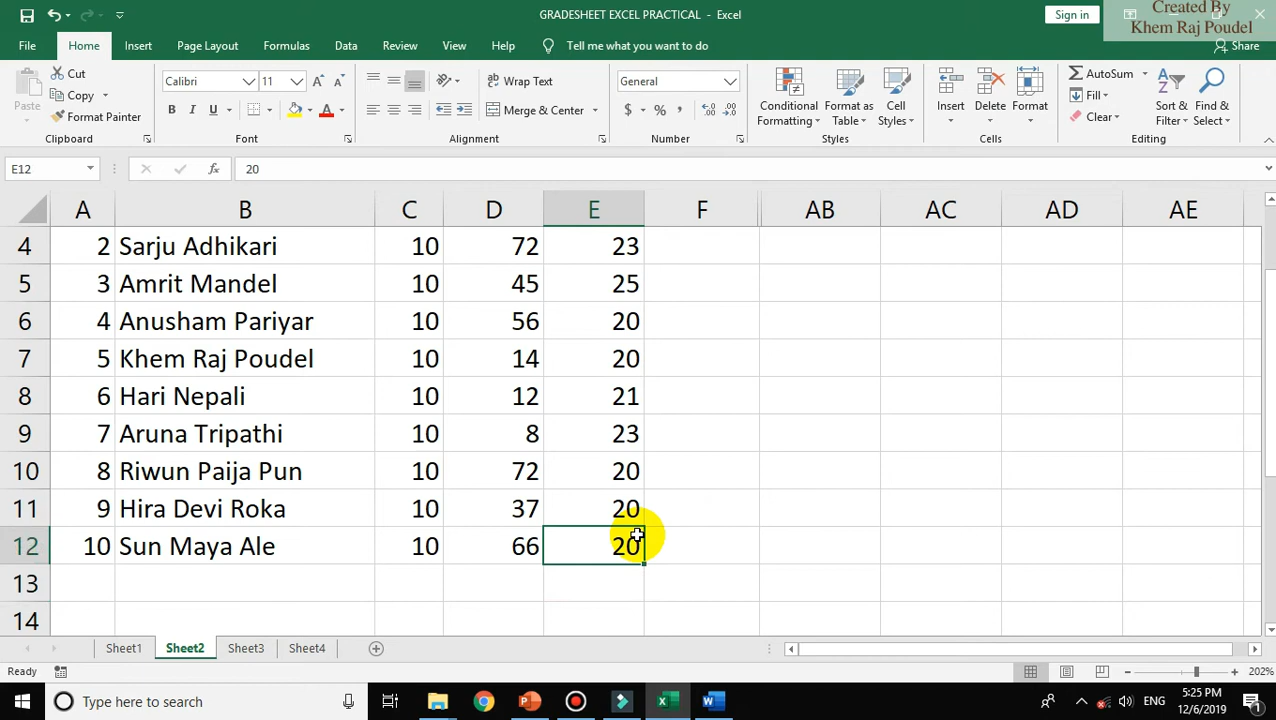 GRADESHEET EXCEL PRACTICAL - Excel
Sign in
Created By
Khem Raj Poudel
File Home Insert Page Layout Formulas Data Review View Help Tell me what you want to do Share
Paste Cut Copy Format Painter Clipboard
Calibri 11 B I U A Font
Wrap Text Merge & Center Alignment
General $ % , Number
Conditional Formatting Format as Table Cell Styles Styles
Insert Delete Format Cells
AutoSum Fill Clear Sort & Filter Find & Select Editing
E12 fx 20
A B C D E F AB AC AD AE
4 2 Sarju Adhikari 10 72 23
5 3 Amrit Mandel 10 45 25
6 4 Anusham Pariyar 10 56 20
7 5 Khem Raj Poudel 10 14 20
8 6 Hari Nepali 10 12 21
9 7 Aruna Tripathi 10 8 23
10 8 Riwun Paija Pun 10 72 20
11 9 Hira Devi Roka 10 37 20
12 10 Sun Maya Ale 10 66 20
13
14
Sheet1 Sheet2 Sheet3 Sheet4
Ready 202%
Type here to search ENG 5:25 PM
12/6/2019